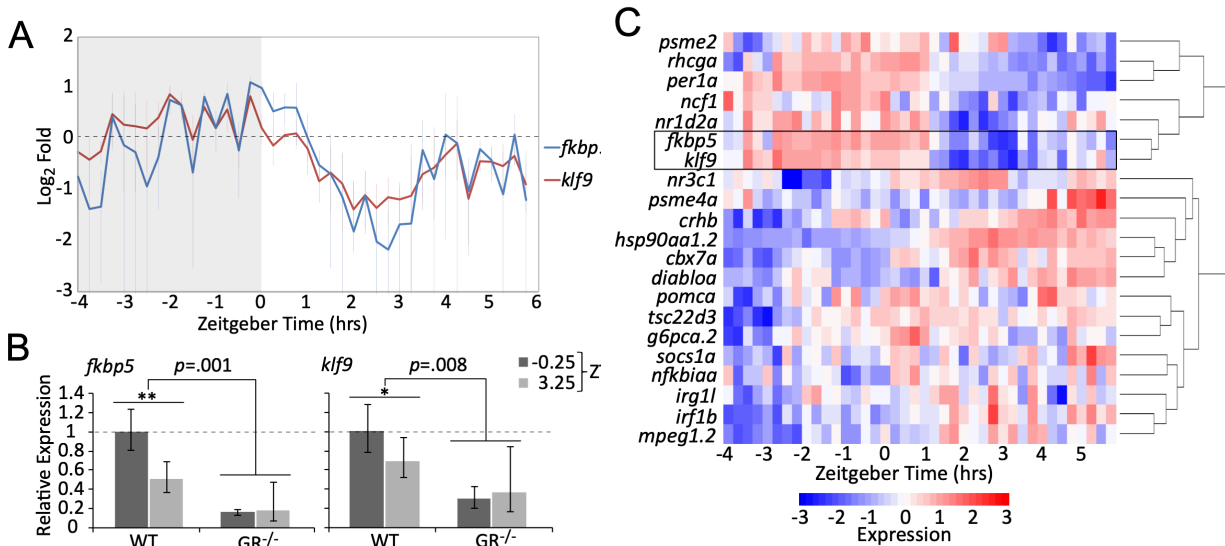 A
2
1
0
-1
-2
-3
Log2 Fold
-4 -3 -2 -1 0 1 2 3 4 5 6
Zeitgeber Time (hrs)
fkbp.
klf9
B
fkbp5
p=.001
klf9
p=.008
-0.25
3.25
Z
**
*
1.4
1.2
1
0.8
0.6
0.4
0.2
0
Relative Expression
WT
GR-/-
WT
GR-/-
C
psme2
rhcga
per1a
ncf1
nr1d2a
fkbp5
klf9
nr3c1
psme4a
crhb
hsp90aa1.2
cbx7a
diabloa
pomca
tsc22d3
g6pca.2
socs1a
nfkbiaa
irg1l
irf1b
mpeg1.2
-4 -3 -2 -1 0 1 2 3 4 5
Zeitgeber Time (hrs)
-3 -2 -1 0 1 2 3
Expression